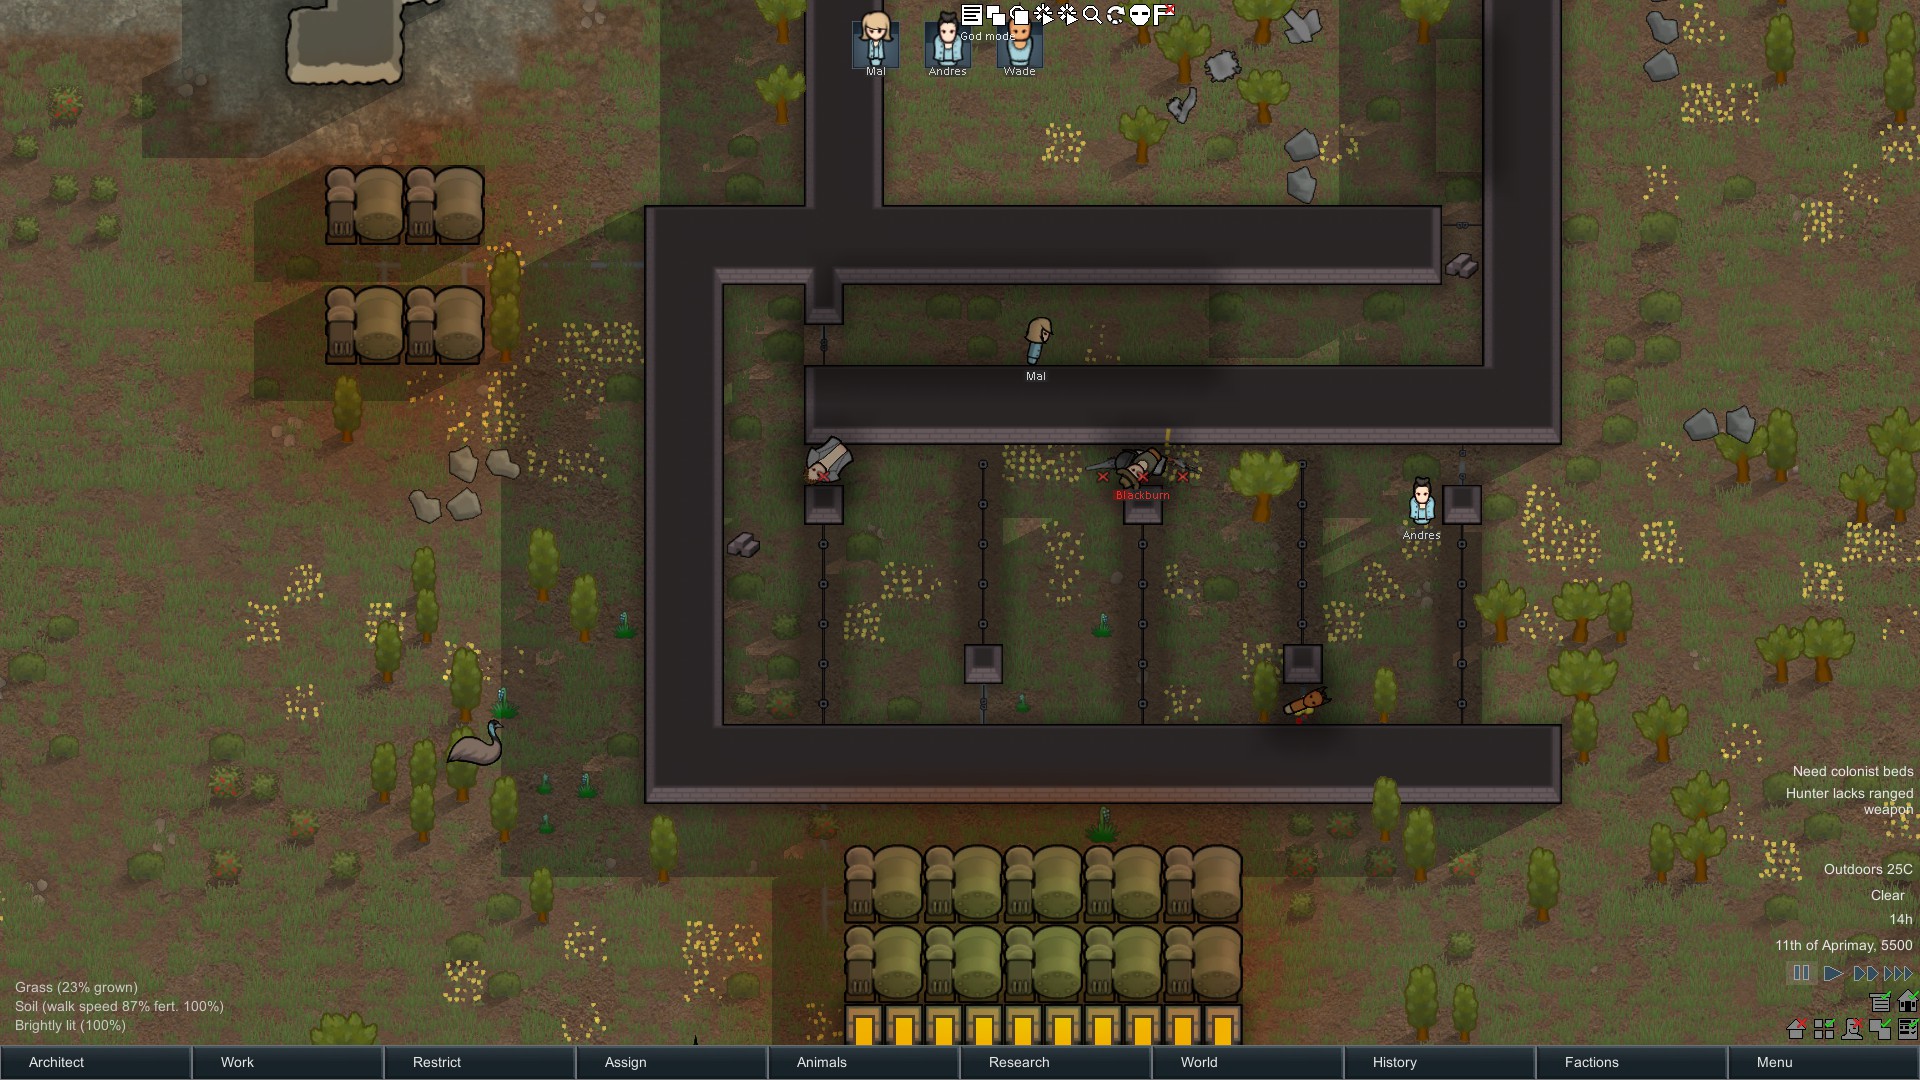 God mode
Mal
Andres
Wade
Mal
Blackburn
Andres
Need colonist beds
Hunter lacks ranged
weapon
Outdoors 25C
Clear
14h
11th of Aprimay, 5500
Grass (23% grown)
Soil (walk speed 87% fert. 100%)
Brightly lit (100%)
Architect
Work
Restrict
Assign
Animals
Research
World
History
Factions
Menu